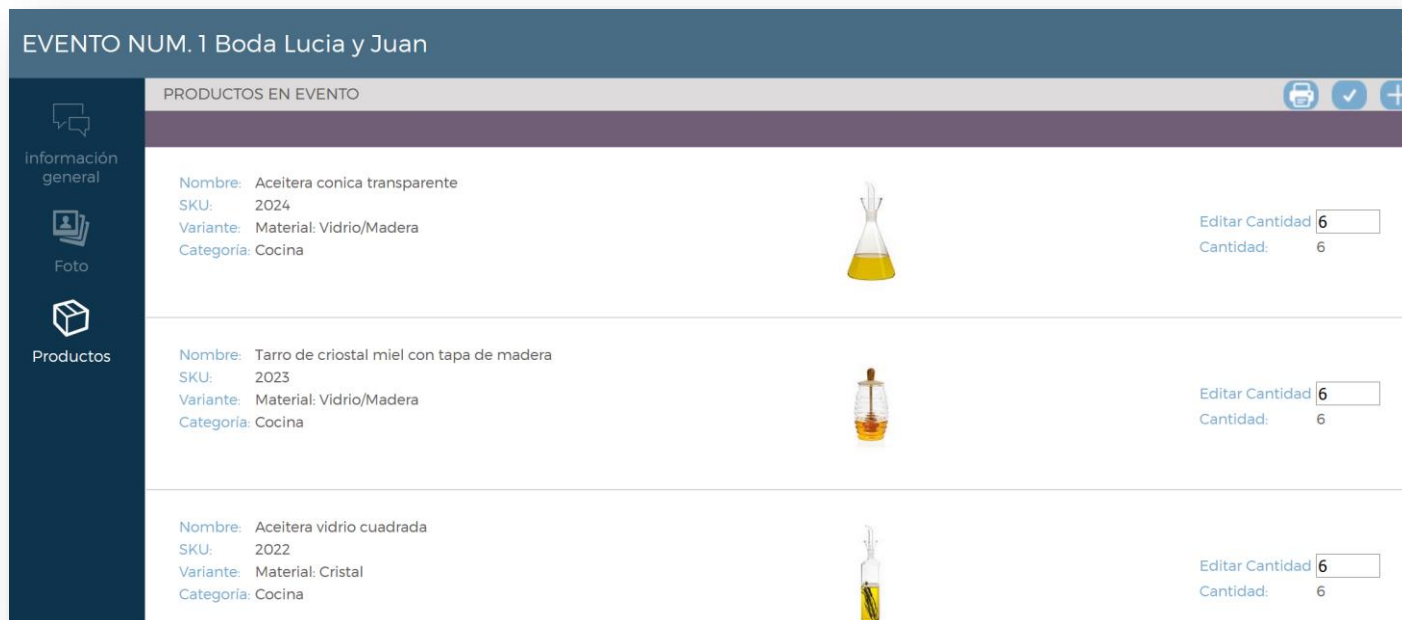 EVENTO NUM. 1 Boda Lucia y Juan
PRODUCTOS EN EVENTO
información
general
Foto
Productos
Nombre: Aceitera conica transparente
SKU: 2024
Variante: Material: Vidrio/Madera
Categoría: Cocina
Editar Cantidad 6
Cantidad: 6
Nombre: Tarro de criostal miel con tapa de madera
SKU: 2023
Variante: Material: Vidrio/Madera
Categoría: Cocina
Editar Cantidad 6
Cantidad: 6
Nombre: Aceitera vidrio cuadrada
SKU: 2022
Variante: Material: Cristal
Categoría: Cocina
Editar Cantidad 6
Cantidad: 6